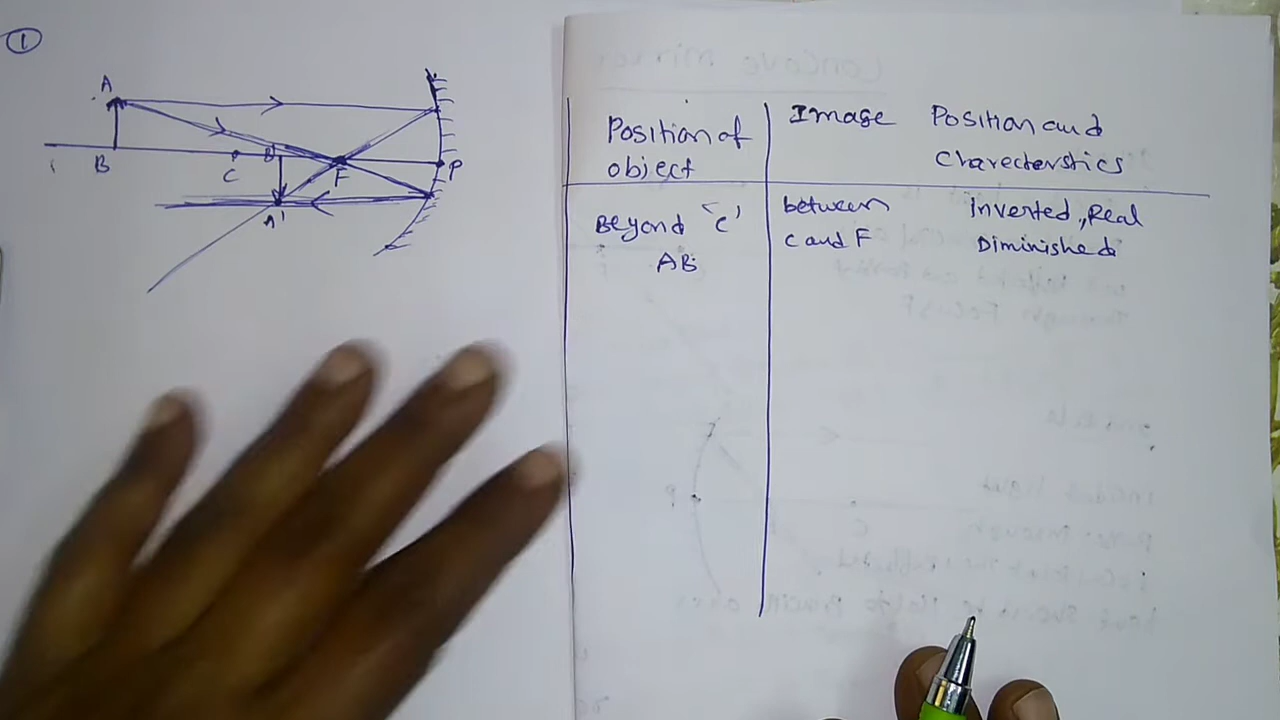 1
A
B
C
B'
F
P
A'
Position of
object
Image Position and
Charecterstics
Beyond 'c'
AB
between
C and F
Inverted, Real
Diminished